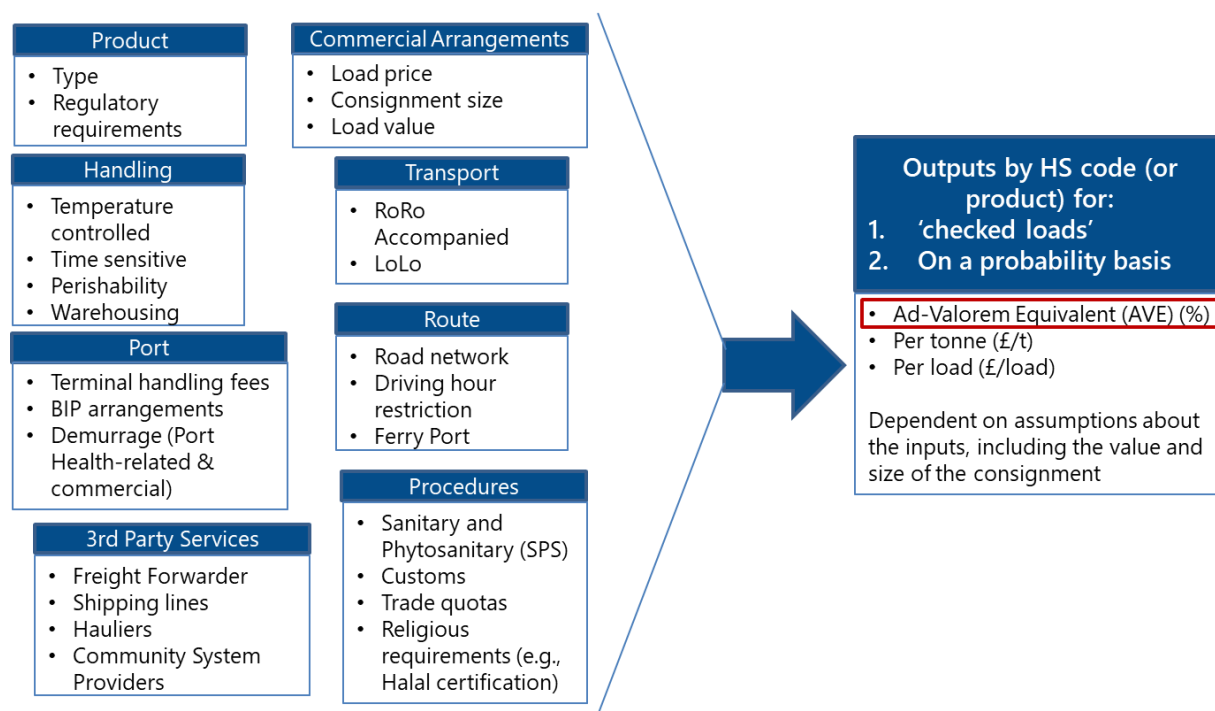 Product
• Type
• Regulatory
requirements
Handling
• Temperature
controlled
• Time sensitive
• Perishability
• Warehousing
Port
• Terminal handling fees
• BIP arrangements
• Demurrage (Port
Health-related &
commercial)
3rd Party Services
• Freight Forwarder
• Shipping lines
• Hauliers
• Community System
Providers
Commercial Arrangements
• Load price
• Consignment size
• Load value
Transport
• RoRo
Accompanied
• LoLo
Route
• Road network
• Driving hour
restriction
• Ferry Port
Procedures
• Sanitary and
Phytosanitary (SPS)
• Customs
• Trade quotas
• Religious
requirements (e.g.,
Halal certification)
Outputs by HS code (or
product) for:
1. ‘checked loads’
2. On a probability basis
• Ad-Valorem Equivalent (AVE) (%)
• Per tonne (£/t)
• Per load (£/load)
Dependent on assumptions about
the inputs, including the value and
size of the consignment